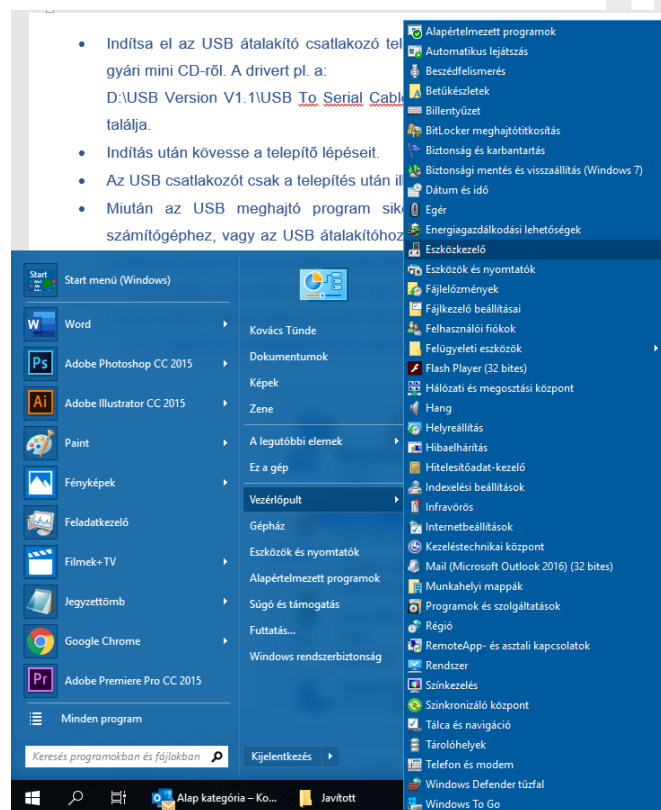 • Indítsa el az USB átalakító csatlakozó tel
gyári mini CD-ről. A drivert pl. a:
D:\USB Version V1.1\USB To Serial Cabl
találja.
• Indítás után kövesse a telepítő lépéseit.
• Az USB csatlakozót csak a telepítés után il
• Miután az USB meghajtó program sik
számítógéphez, vagy az USB átalakítóhoz
Start
Start menü (Windows)
Word
Ps Adobe Photoshop CC 2015
Ai Adobe Illustrator CC 2015
Paint
Fényképek
Feladatkezelő
Filmek+TV
Jegyzettömb
Google Chrome
Pr Adobe Premiere Pro CC 2015
Minden program
Keresés programokban és fájlokban
Kovács Tünde
Dokumentumok
Képek
Zene
A legutóbbi elemek
Ez a gép
Vezérlőpult
Gépház
Eszközök és nyomtatók
Alapértelmezett programok
Súgó és támogatás
Futtatás...
Windows rendszerbiztonság
Kijelentkezés
Alapértelmezett programok
Automatikus lejátszás
Beszédfelismerés
Betűkészletek
Billentyűzet
BitLocker meghajtótitkosítás
Biztonság és karbantartás
Biztonsági mentés és visszaállítás (Windows 7)
Dátum és idő
Egér
Energiagazdálkodási lehetőségek
Eszközkezelő
Eszközök és nyomtatók
Fájlelőzmények
Fájlkezelő beállításai
Felhasználói fiókok
Felügyeleti eszközök
Flash Player (32 bites)
Hálózati és megosztási központ
Hang
Helyreállítás
Hibaelhárítás
Hitelesítőadat-kezelő
Indexelési beállítások
Infravörös
Internetbeállítások
Kezeléstechnikai központ
Mail (Microsoft Outlook 2016) (32 bites)
Munkahelyi mappák
Programok és szolgáltatások
Régió
RemoteApp- és asztali kapcsolatok
Rendszer
Színkezelés
Szinkronizáló központ
Tálca és navigáció
Tárolóhelyek
Telefon és modem
Windows Defender tűzfal
Windows To Go
Alap kategória – Ko...
Javított